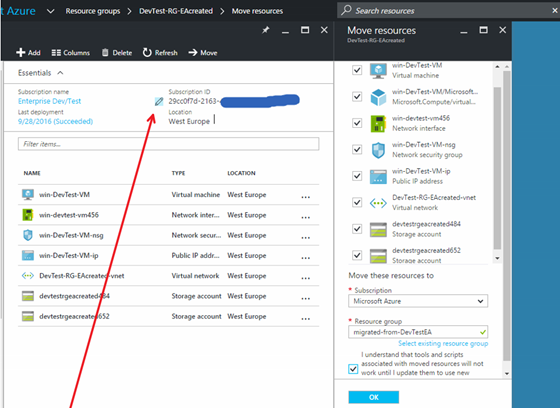 t Azure
Resource groups
DevTest-RG-EAcreated
Move resources
Search resources
Add
Columns
Delete
Refresh
Move
Essentials
Subscription name
Enterprise Dev/Test
Last deployment
9/28/2016 (Succeeded)
Subscription ID
29cc0f7d-2163-
Location
West Europe
Filter items...
NAME TYPE LOCATION
win-DevTest-VM Virtual machine West Europe ...
win-devtest-vm456 Network inter... West Europe ...
win-DevTest-VM-nsg Network secur... West Europe ...
win-DevTest-VM-ip Public IP addre... West Europe ...
DevTest-RG-EAcreated-vnet Virtual network West Europe ...
devtestrgeacreated484 Storage account West Europe ...
devtestrgeacreated652 Storage account West Europe ...
Move resources
DevTest-RG-EAcreated
win-DevTest-VM
Virtual machine
win-DevTest-VM/Microsoft...
Microsoft.Compute/virtual...
win-devtest-vm456
Network interface
win-DevTest-VM-nsg
Network security group
win-DevTest-VM-ip
Public IP address
DevTest-RG-EAcreated-vnet
Virtual network
devtestrgeacreated484
Storage account
devtestrgeacreated652
Storage account
Move these resources to
* Subscription
Microsoft Azure
* Resource group
migrated-from-DevTestEA
Select existing resource group
I understand that tools and scripts
associated with moved resources will not
work until I update them to use new
OK